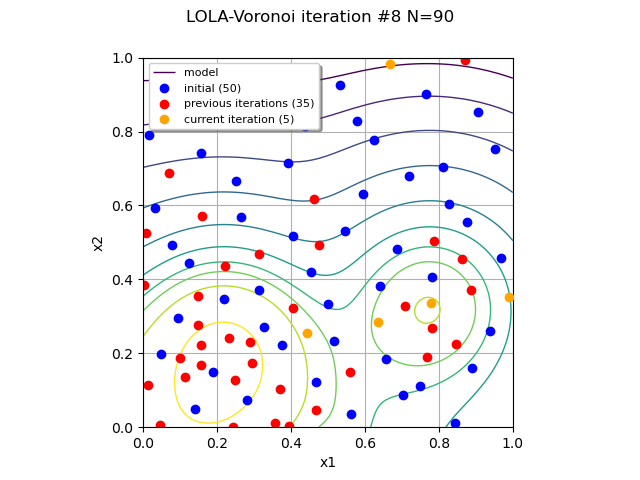 LOLA-Voronoi iteration #8 N=90
model
initial (50)
previous iterations (35)
current iteration (5)
1.0
0.8
0.6
0.4
0.2
0.0
x2
0.0 0.2 0.4 0.6 0.8 1.0
x1